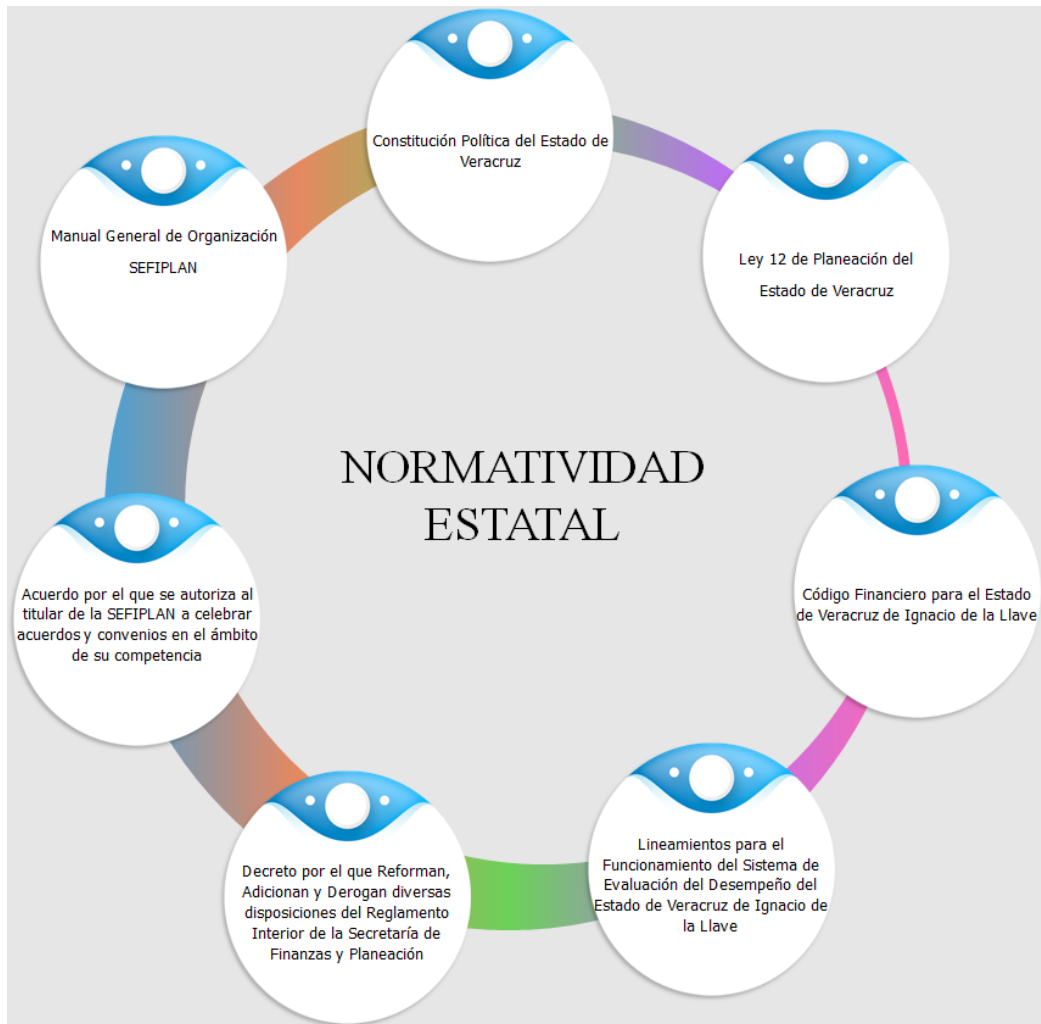 Constitución Política del Estado de
Veracruz
Ley 12 de Planeación del
Estado de Veracruz
Código Financiero para el Estado
de Veracruz de Ignacio de la Llave
Lineamientos para el
Funcionamiento del Sistema de
Evaluación del Desempeño del
Estado de Veracruz de Ignacio de
la Llave
Decreto por el que Reforman,
Adicionan y Derogan diversas
disposiciones del Reglamento
Interior de la Secretaría de
Finanzas y Planeación
Acuerdo por el que se autoriza al
titular de la SEFIPLAN a celebrar
acuerdos y convenios en el ámbito
de su competencia
Manual General de Organización
SEFIPLAN
NORMATIVIDAD
ESTATAL